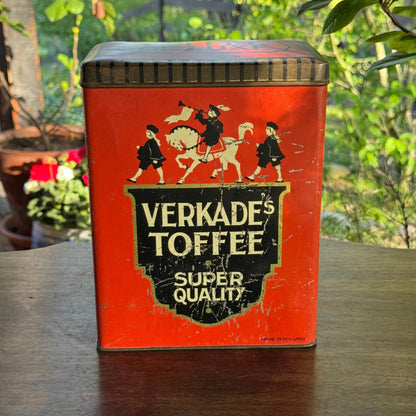 VERKADE's
TOFFEE
SUPER
QUALITY
MADE IN HOLLAND